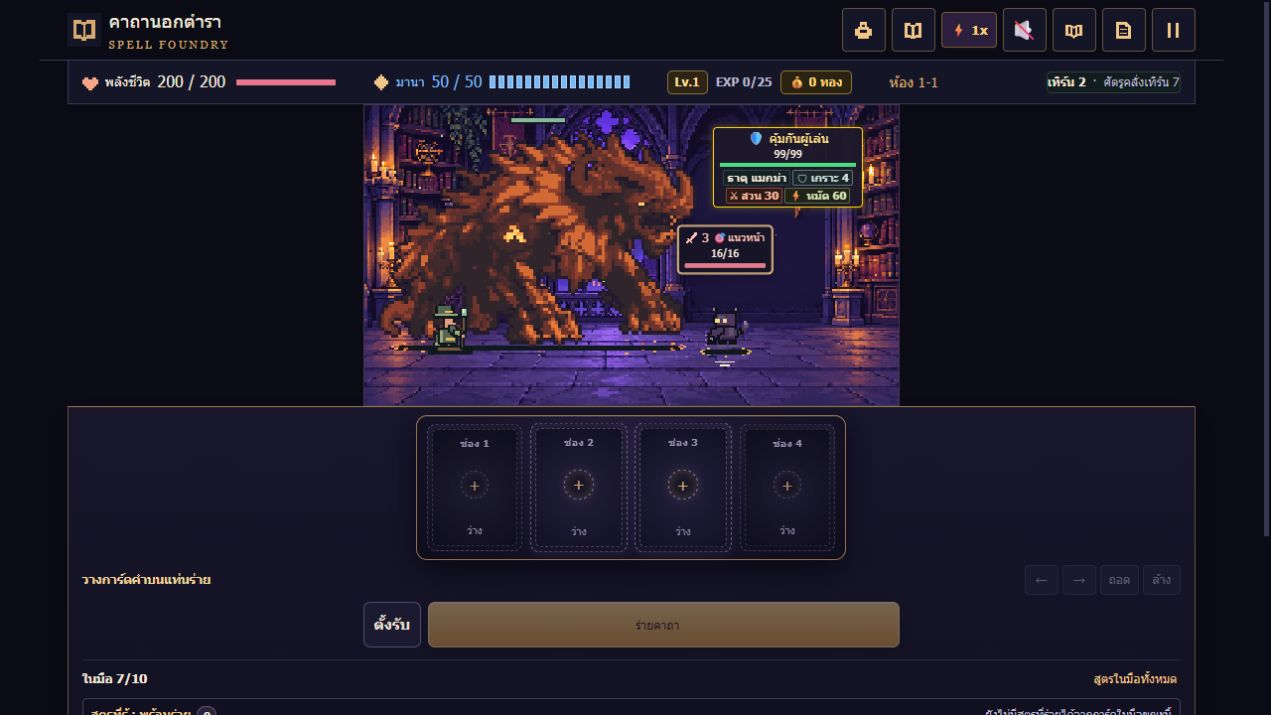 คาถานอกตำรา
SPELL FOUNDRY
1x
พลังชีวิต 200 / 200
มานา 50 / 50
Lv.1 EXP 0/25 0 ทอง
ห้อง 1-1
เทิร์น 2 · ศัตรูคลั่งเทิร์น 7
คุ้มกันผู้เล่น
99/99
ธาตุ แมกม่า เกราะ 4
สวน 30 หมัด 60
3 แนวหน้า
16/16
ช่อง 1 ช่อง 2 ช่อง 3 ช่อง 4
+ + + +
ว่าง ว่าง ว่าง ว่าง
วางการ์ดคำบนแท่นร่าย
← → ถอด ล้าง
ตั้งรับ ร่ายคาถา
ในมือ 7/10 สูตรในมือทั้งหมด